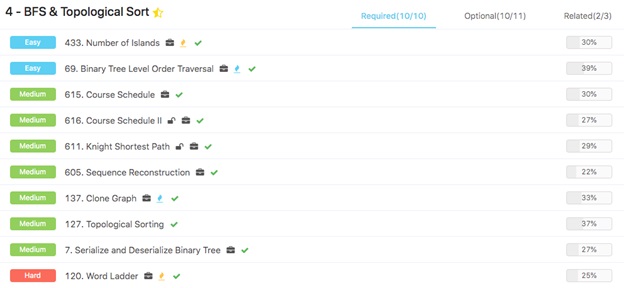 4 - BFS & Topological Sort
Required(10/10) Optional(10/11) Related(2/3)
Easy 433. Number of Islands 30%
Easy 69. Binary Tree Level Order Traversal 39%
Medium 615. Course Schedule 30%
Medium 616. Course Schedule II 27%
Medium 611. Knight Shortest Path 29%
Medium 605. Sequence Reconstruction 22%
Medium 137. Clone Graph 33%
Medium 127. Topological Sorting 37%
Medium 7. Serialize and Deserialize Binary Tree 27%
Hard 120. Word Ladder 25%